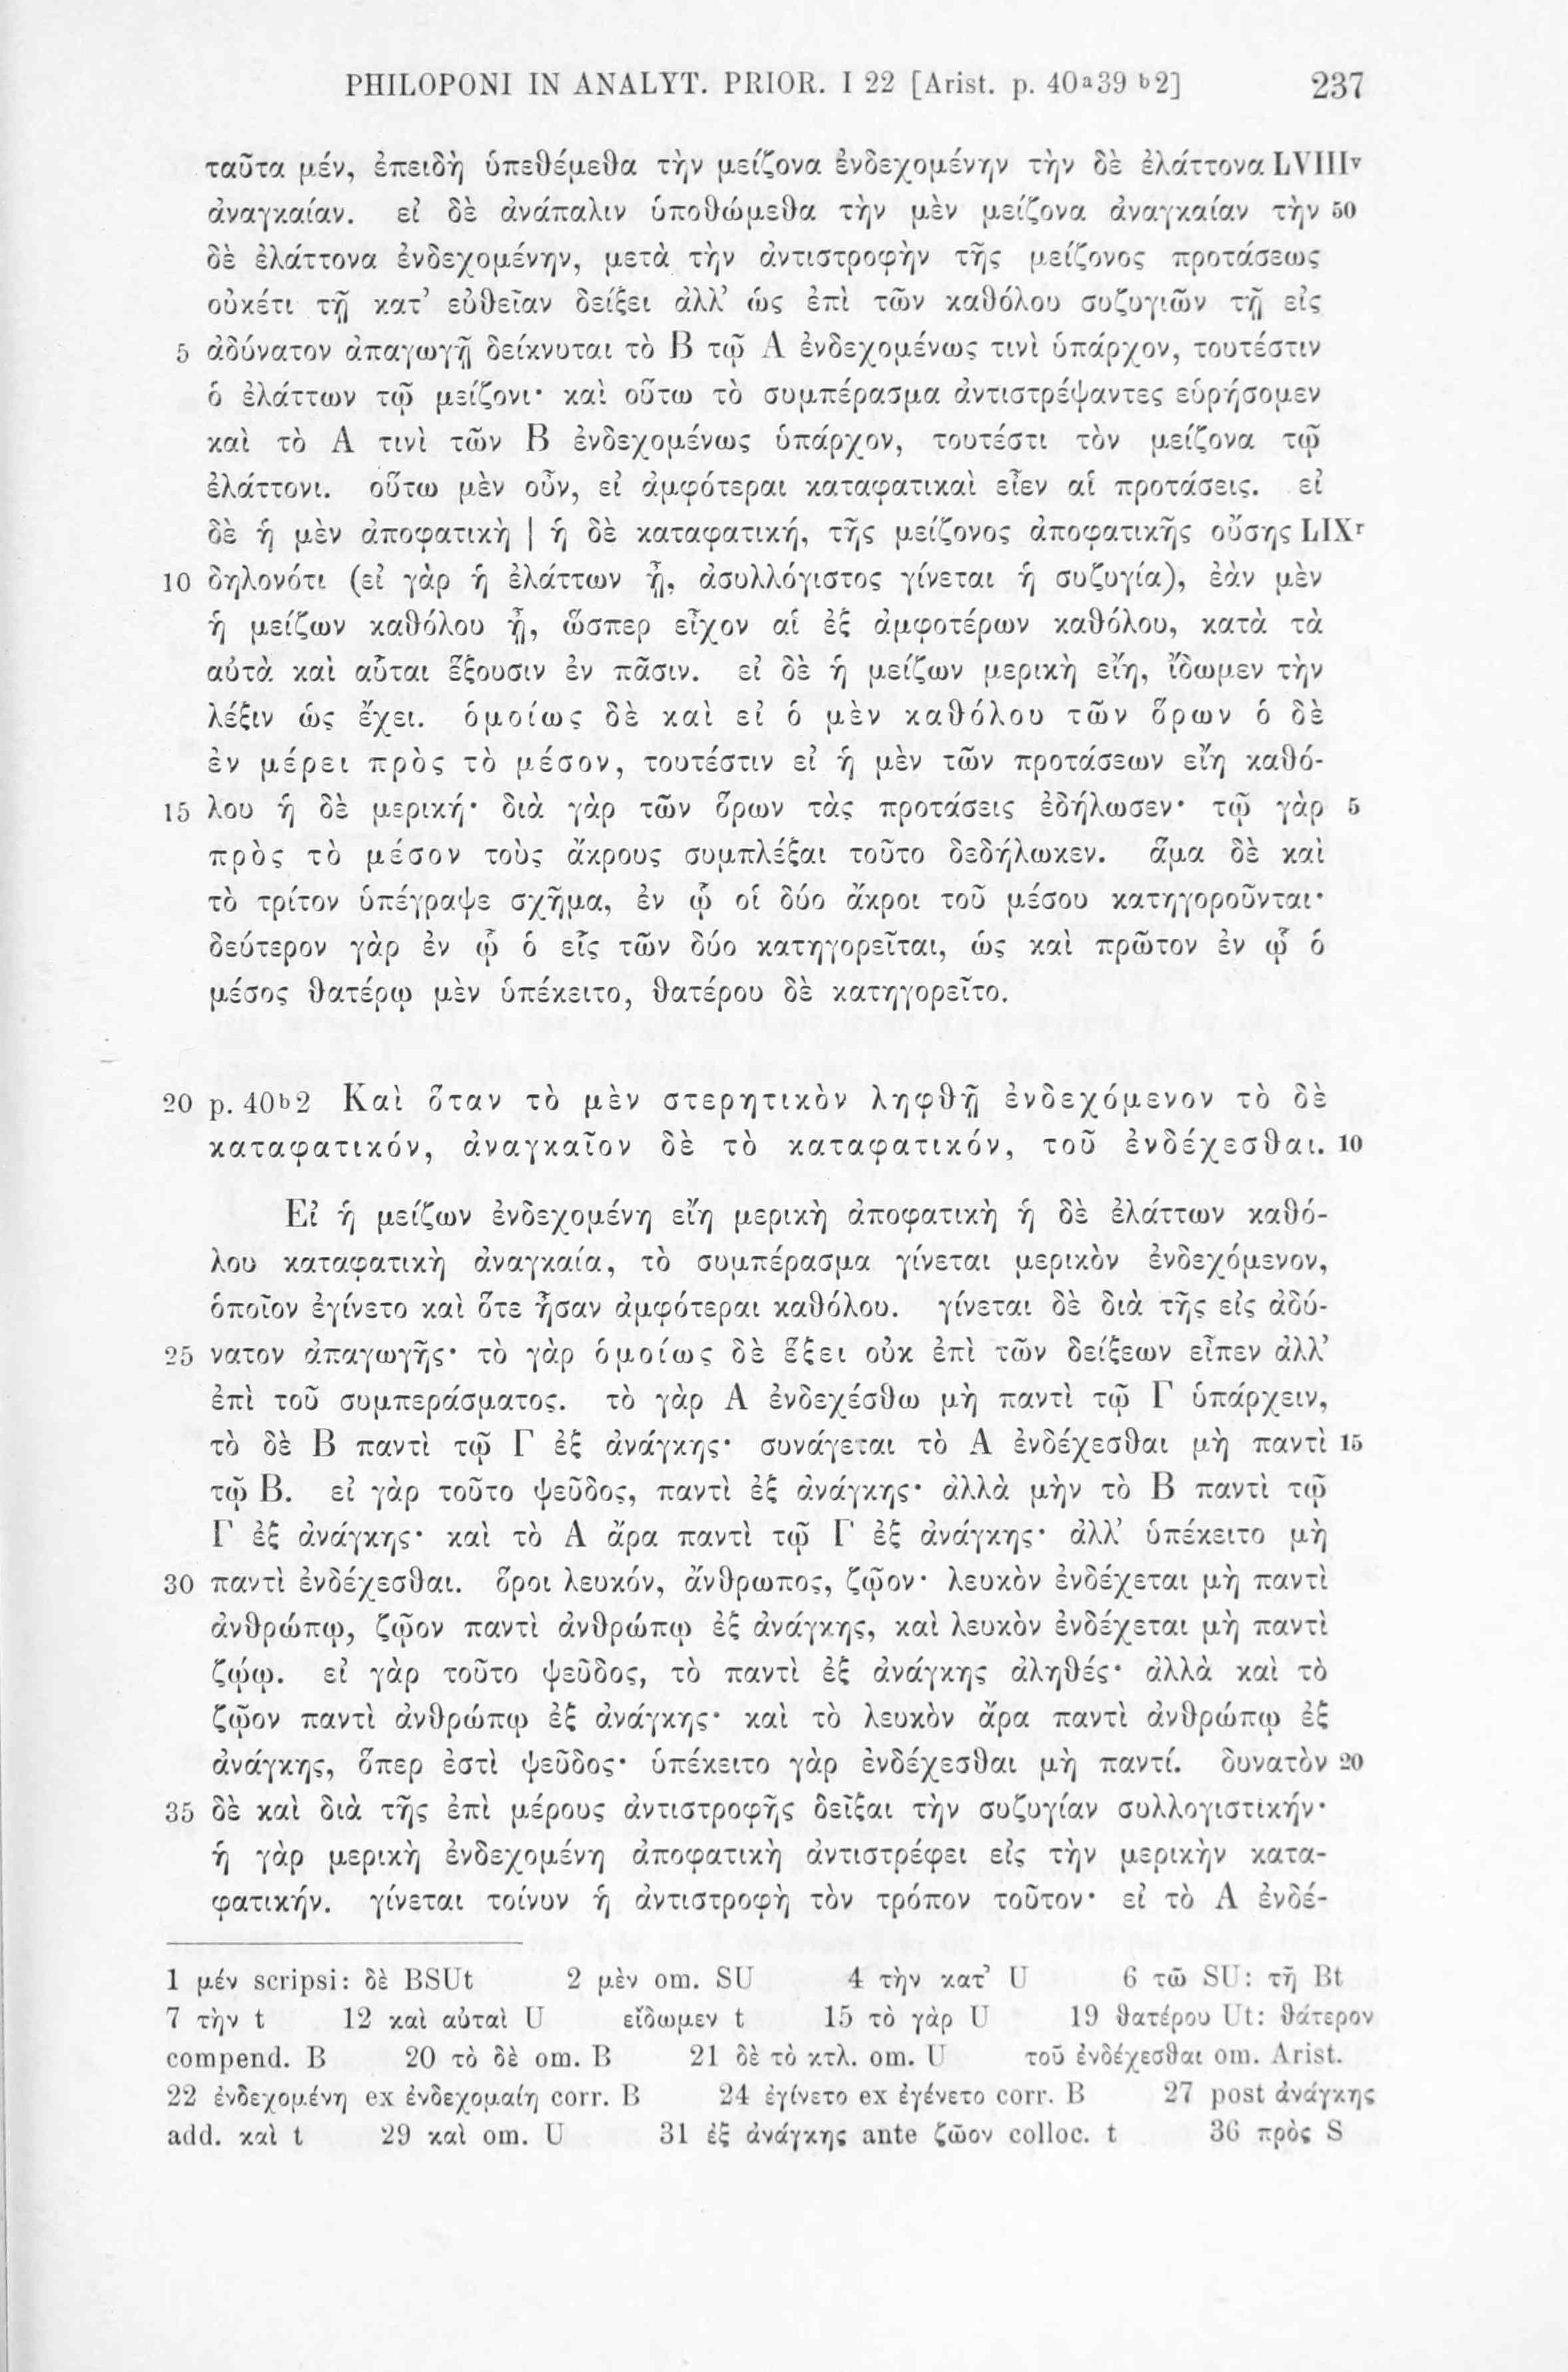 PHILOPONI IN ANALYT. PRIOR. I 22 [Arist. p. 40a39 b2] 237
ταῦτα μέν, ἐπειδὴ ὑπεθέμεθα τὴν μείζονα ἐνδεχομένην τὴν δὲ ἐλάττονα LVIIIv
ἀναγκαίαν. εἰ δὲ ἀνάπαλιν ὑποθώμεθα τὴν μὲν μείζονα ἀναγκαίαν τὴν 50
δὲ ἐλάττονα ἐνδεχομένην, μετὰ τὴν ἀντιστροφὴν τῆς μείζονος προτάσεως
οὐκέτι τῇ κατ’ εὐθεῖαν δείξει ἀλλ’ ὡς ἐπὶ τῶν καθόλου συζυγιῶν τῇ εἰς
5 ἀδύνατον ἀπαγωγῇ δείκνυται τὸ Β τῷ Α ἐνδεχομένως τινὶ ὑπάρχον, τουτέστιν
ὁ ἐλάττων τῷ μείζονι· καὶ οὕτω τὸ συμπέρασμα ἀντιστρέψαντες εὑρήσομεν
καὶ τὸ Α τινὶ τῶν Β ἐνδεχομένως ὑπάρχον, τουτέστι τὸν μείζονα τῷ
ἐλάττονι. οὕτω μὲν οὖν, εἰ ἀμφότεραι καταφατικαὶ εἶεν αἱ προτάσεις. εἰ
δὲ ἡ μὲν ἀποφατικὴ | ἡ δὲ καταφατική, τῆς μείζονος ἀποφατικῆς οὔσης LIXr
10 δηλονότι (εἰ γὰρ ἡ ἐλάττων ᾖ, ἀσυλλόγιστος γίνεται ἡ συζυγία), ἐὰν μὲν
ἡ μείζων καθόλου ᾖ, ὥσπερ εἶχον αἱ ἐξ ἀμφοτέρων καθόλου, κατὰ τὰ
αὐτὰ καὶ αὗται ἕξουσιν ἐν πᾶσιν. εἰ δὲ ἡ μείζων μερικὴ εἴη, ἴδωμεν τὴν
λέξιν ὡς ἔχει. ὁμοίως δὲ καὶ εἰ ὁ μὲν καθόλου τῶν ὅρων ὁ δὲ
ἐν μέρει πρὸς τὸ μέσον, τουτέστιν εἰ ἡ μὲν τῶν προτάσεων εἴη καθό-
15 λου ἡ δὲ μερική· διὰ γὰρ τῶν ὅρων τὰς προτάσεις ἐδήλωσεν· τῷ γὰρ 5
πρὸς τὸ μέσον τοὺς ἄκρους συμπλέξαι τοῦτο δεδήλωκεν. ἅμα δὲ καὶ
τὸ τρίτον ὑπέγραψε σχῆμα, ἐν ᾧ οἱ δύο ἄκροι τοῦ μέσου κατηγοροῦνται·
δεύτερον γὰρ ἐν ᾧ ὁ εἷς τῶν δύο κατηγορεῖται, ὡς καὶ πρῶτον ἐν ᾧ ὁ
μέσος θατέρῳ μὲν ὑπέκειτο, θατέρου δὲ κατηγορεῖτο.
20 p. 40b2 Καὶ ὅταν τὸ μὲν στερητικὸν ληφθῇ ἐνδεχόμενον τὸ δὲ
καταφατικόν, ἀναγκαῖον δὲ τὸ καταφατικόν, τοῦ ἐνδέχεσθαι. 10
Εἰ ἡ μείζων ἐνδεχομένη εἴη μερικὴ ἀποφατικὴ ἡ δὲ ἐλάττων καθό-
λου καταφατικὴ ἀναγκαία, τὸ συμπέρασμα γίνεται μερικὸν ἐνδεχόμενον,
ὁποῖον ἐγίνετο καὶ ὅτε ἦσαν ἀμφότεραι καθόλου. γίνεται δὲ διὰ τῆς εἰς ἀδύ-
25 νατον ἀπαγωγῆς· τὸ γὰρ ὁμοίως δὲ ἕξει οὐκ ἐπὶ τῶν δείξεων εἶπεν ἀλλ’
ἐπὶ τοῦ συμπεράσματος. τὸ γὰρ Α ἐνδεχέσθω μὴ παντὶ τῷ Γ ὑπάρχειν,
τὸ δὲ Β παντὶ τῷ Γ ἐξ ἀνάγκης· συνάγεται τὸ Α ἐνδέχεσθαι μὴ παντὶ 15
τῷ Β. εἰ γὰρ τοῦτο ψεῦδος, παντὶ ἐξ ἀνάγκης· ἀλλὰ μὴν τὸ Β παντὶ τῷ
Γ ἐξ ἀνάγκης· καὶ τὸ Α ἄρα παντὶ τῷ Γ ἐξ ἀνάγκης· ἀλλ’ ὑπέκειτο μὴ
30 παντὶ ἐνδέχεσθαι. ὅροι λευκόν, ἄνθρωπος, ζῷον· λευκὸν ἐνδέχεται μὴ παντὶ
ἀνθρώπῳ, ζῷον παντὶ ἀνθρώπῳ ἐξ ἀνάγκης, καὶ λευκὸν ἐνδέχεται μὴ παντὶ
ζῴῳ. εἰ γὰρ τοῦτο ψεῦδος, τὸ παντὶ ἐξ ἀνάγκης ἀληθές· ἀλλὰ καὶ τὸ
ζῷον παντὶ ἀνθρώπῳ ἐξ ἀνάγκης· καὶ τὸ λευκὸν ἄρα παντὶ ἀνθρώπῳ ἐξ
ἀνάγκης, ὅπερ ἐστὶ ψεῦδος· ὑπέκειτο γὰρ ἐνδέχεσθαι μὴ παντί. δυνατὸν 20
35 δὲ καὶ διὰ τῆς ἐπὶ μέρους ἀντιστροφῆς δεῖξαι τὴν συζυγίαν συλλογιστικήν·
ἡ γὰρ μερικὴ ἐνδεχομένη ἀποφατικὴ ἀντιστρέφει εἰς τὴν μερικὴν κατα-
φατικήν. γίνεται τοίνυν ἡ ἀντιστροφὴ τὸν τρόπον τοῦτον· εἰ τὸ Α ἐνδέ-
1 μέν scripsi: δὲ BSUt 2 μὲν om. SU 4 τὴν κατ’ U 6 τῶ SU: τῆ Bt
7 τὴν t 12 καὶ αὐταὶ U εἴδωμεν t 15 τὸ γὰρ U 19 θατέρου Ut: θάτερον
compend. B 20 τὸ δὲ om. B 21 δὲ τὸ κτλ. om. U τοῦ ἐνδέχεσθαι om. Arist.
22 ἐνδεχομένη ex ἐνδεχομαίη corr. B 24 ἐγίνετο ex ἐγένετο corr. B 27 post ἀνάγκης
add. καὶ t 29 καὶ om. U 31 ἐξ ἀνάγκης ante ζῶον colloc. t 36 πρὸς S